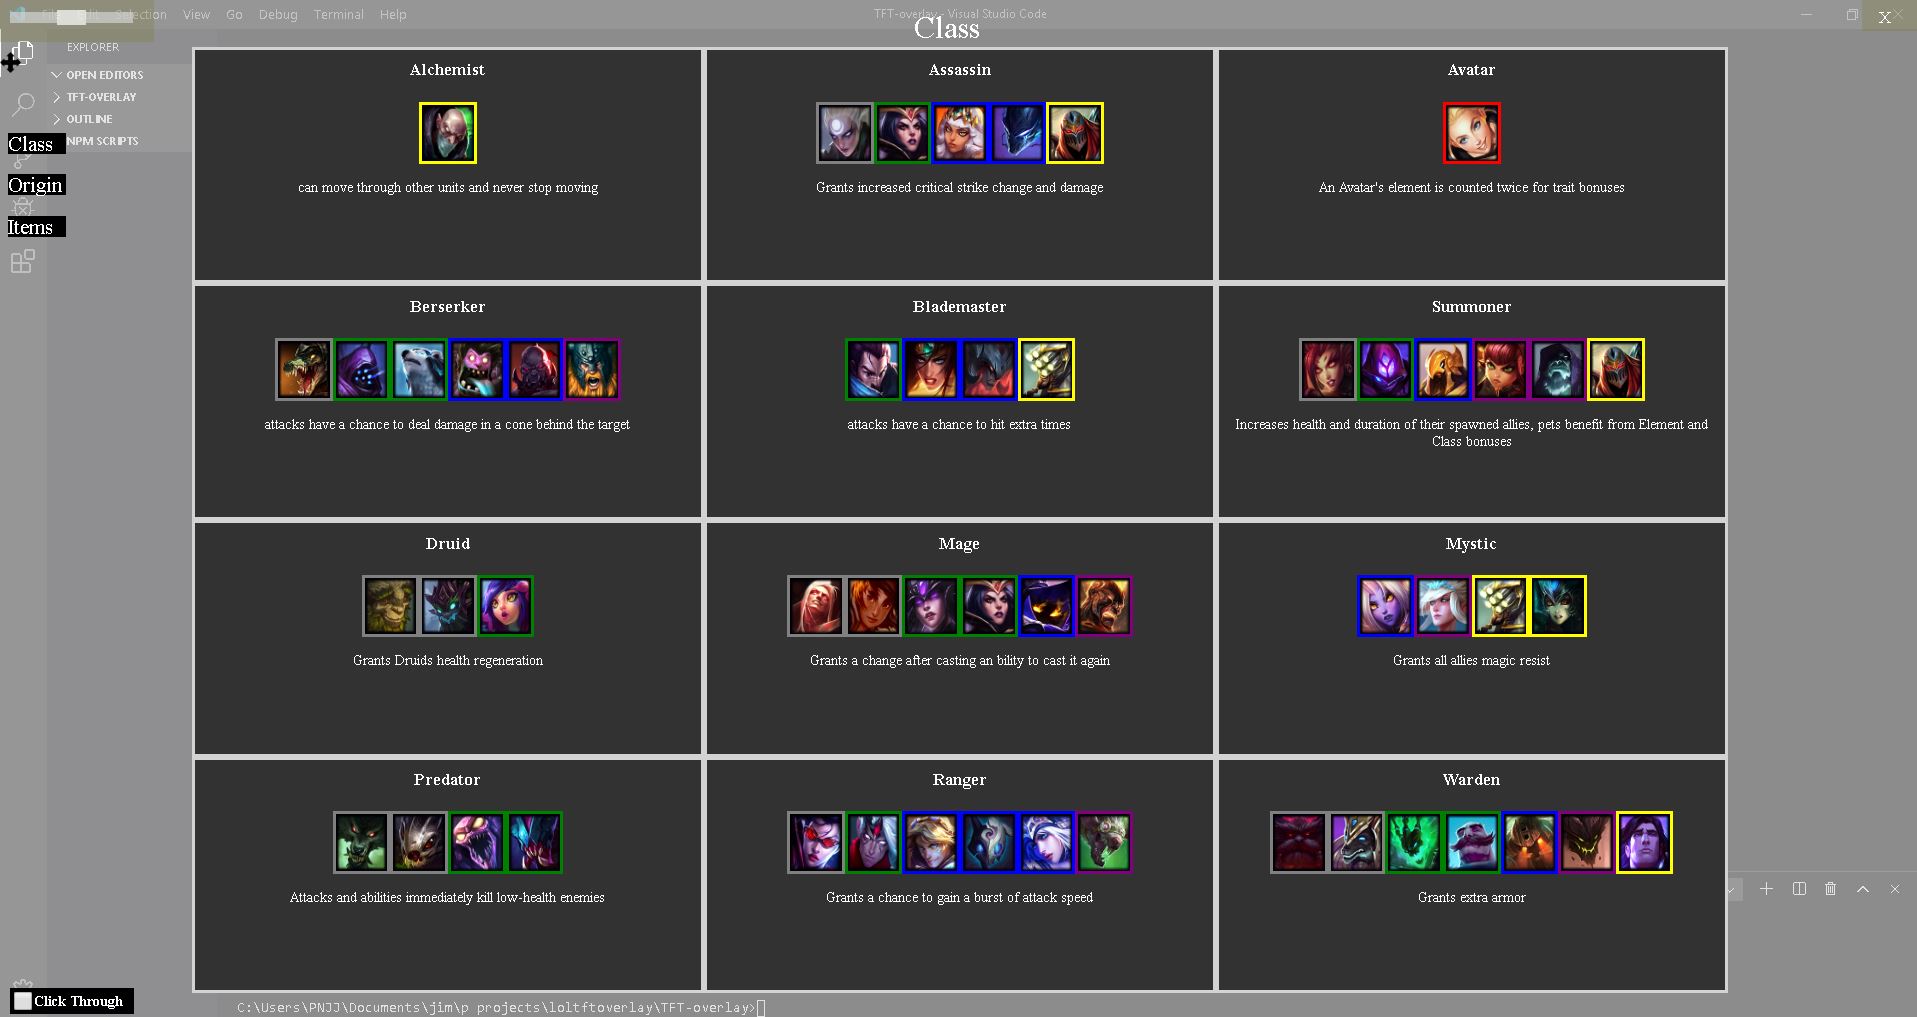 File Edit Selection View Go Debug Terminal Help
TFT-overlay - Visual Studio Code
X
Class
EXPLORER
OPEN EDITORS
TFT-OVERLAY
OUTLINE
NPM SCRIPTS
Class
Origin
Items
Alchemist
can move through other units and never stop moving
Assassin
Grants increased critical strike change and damage
Avatar
An Avatar's element is counted twice for trait bonuses
Berserker
attacks have a chance to deal damage in a cone behind the target
Blademaster
attacks have a chance to hit extra times
Summoner
Increases health and duration of their spawned allies, pets benefit from Element and
Class bonuses
Druid
Grants Druids health regeneration
Mage
Grants a change after casting an bility to cast it again
Mystic
Grants all allies magic resist
Predator
Attacks and abilities immediately kill low-health enemies
Ranger
Grants a chance to gain a burst of attack speed
Warden
Grants extra armor
Click Through
C:\Users\PNJJ\Documents\jim\p projects\loltftoverlay\TFT-overlay>